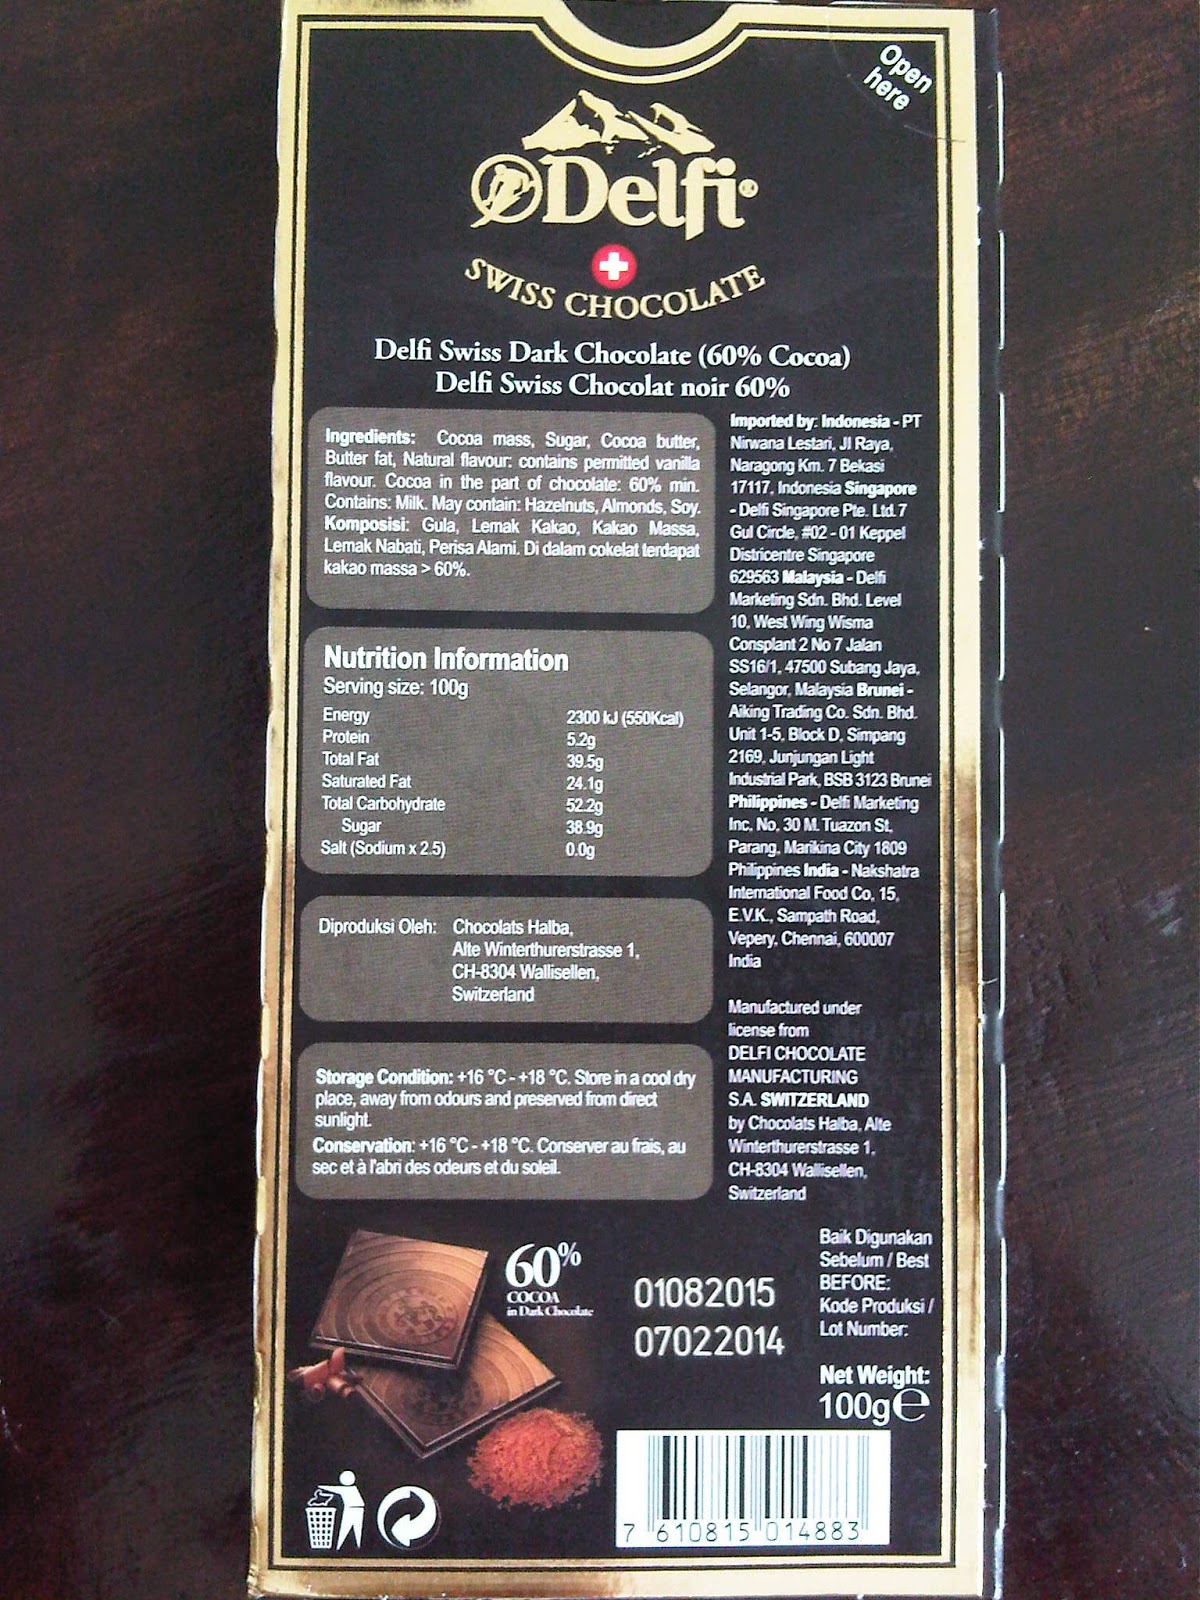 Open
here
Delfi®
SWISS CHOCOLATE
Delfi Swiss Dark Chocolate (60% Cocoa)
Delfi Swiss Chocolat noir 60%
Ingredients: Cocoa mass, Sugar, Cocoa butter,
Butter fat, Natural flavour: contains permitted vanilla
flavour. Cocoa in the part of chocolate: 60% min.
Contains: Milk. May contain: Hazelnuts, Almonds, Soy.
Komposisi: Gula, Lemak Kakao, Kakao Massa,
Lemak Nabati, Perisa Alami. Di dalam cokelat terdapat
kakao massa > 60%.
Nutrition Information
Serving size: 100g
Energy 2300 kJ (550Kcal)
Protein 5.2g
Total Fat 39.5g
Saturated Fat 24.1g
Total Carbohydrate 52.2g
Sugar 38.9g
Salt (Sodium x 2.5) 0.0g
Diproduksi Oleh: Chocolats Halba,
Alte Winterthurerstrasse 1,
CH-8304 Wallisellen,
Switzerland
Storage Condition: +16 °C - +18 °C. Store in a cool dry
place, away from odours and preserved from direct
sunlight.
Conservation: +16 °C - +18 °C. Conserver au frais, au
sec et à l'abri des odeurs et du soleil.
Imported by: Indonesia - PT
Nirwana Lestari, Jl Raya,
Naragong Km. 7 Bekasi
17117, Indonesia Singapore
- Delfi Singapore Pte. Ltd.7
Gul Circle, #02 - 01 Keppel
Districentre Singapore
629563 Malaysia - Delfi
Marketing Sdn. Bhd. Level
10, West Wing Wisma
Consplant 2 No 7 Jalan
SS16/1, 47500 Subang Jaya,
Selangor, Malaysia Brunei -
Aiking Trading Co. Sdn. Bhd.
Unit 1-5, Block D, Simpang
2169, Junjungan Light
Industrial Park, BSB 3123 Brunei
Philippines - Delfi Marketing
Inc, No. 30 M. Tuazon St,
Parang, Marikina City 1809
Philippines India - Nakshatra
International Food Co, 15,
E.V.K., Sampath Road,
Vepery, Chennai, 600007
India
Manufactured under
license from
DELFI CHOCOLATE
MANUFACTURING
S.A. SWITZERLAND
by Chocolats Halba, Alte
Winterthurerstrasse 1,
CH-8304 Wallisellen,
Switzerland
60%
COCOA
in Dark Chocolate
01082015
07022014
Baik Digunakan
Sebelum / Best
BEFORE:
Kode Produksi /
Lot Number:
Net Weight:
100g℮
7 610815 014883